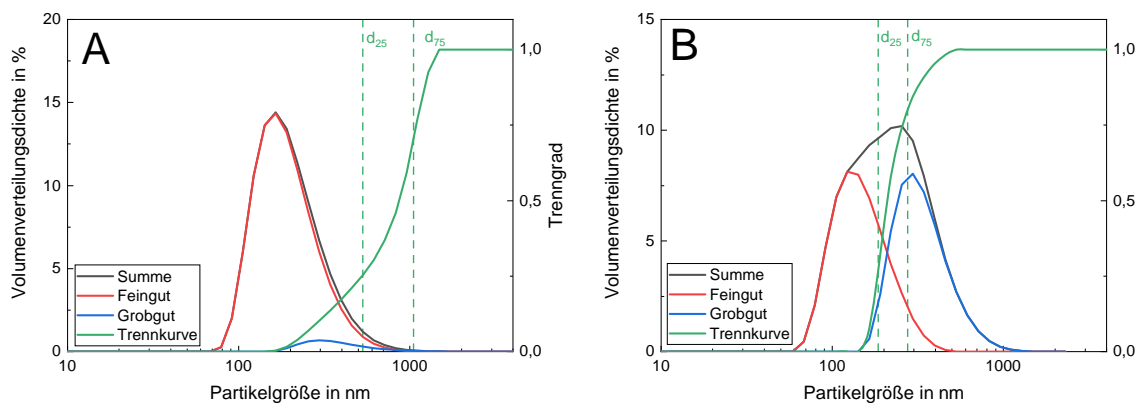 A
Volumenverteilungsdichte in %
20
15
10
5
0
d25
d75
1,0
0,5
0,0
Trenngrad
Summe
Feingut
Grobgut
Trennkurve
10
100
1000
Partikelgröße in nm
B
Volumenverteilungsdichte in %
15
10
5
0
d25
d75
1,0
0,5
0,0
Summe
Feingut
Grobgut
Trennkurve
10
100
1000
Partikelgröße in nm